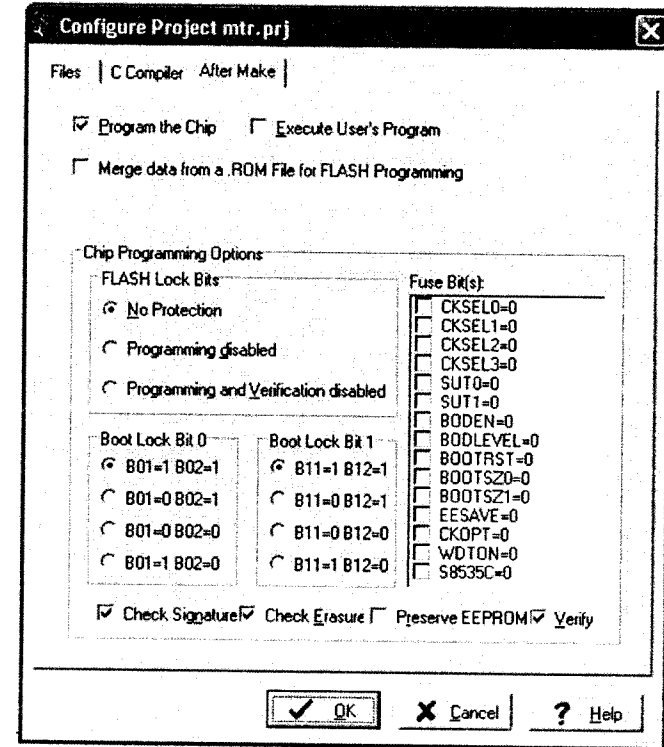 Configure Project mtr.prj
Files C Compiler After Make
Program the Chip Execute User's Program
Merge data from a .ROM File for FLASH Programming
Chip Programming Options
FLASH Lock Bits
No Protection
Programming disabled
Programming and Verification disabled
Fuse Bit(s):
CKSEL0=0
CKSEL1=0
CKSEL2=0
CKSEL3=0
SUT0=0
SUT1=0
BODEN=0
BODLEVEL=0
BOOTRST=0
BOOTSZ0=0
BOOTSZ1=0
EESAVE=0
CKOPT=0
WDTON=0
S8535C=0
Boot Lock Bit 0
B01=1 B02=1
B01=0 B02=1
B01=0 B02=0
B01=1 B02=0
Boot Lock Bit 1
B11=1 B12=1
B11=0 B12=1
B11=0 B12=0
B11=1 B12=0
Check Signature Check Erasure Preserve EEPROM Verify
OK Cancel Help